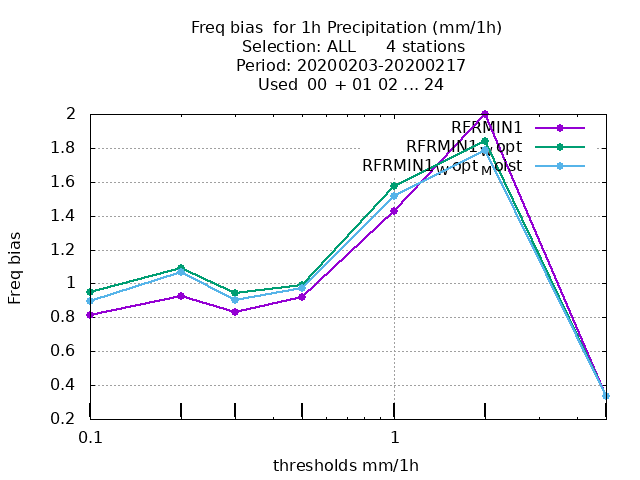 Freq bias  for 1h Precipitation (mm/1h)
Selection: ALL      4 stations
Period: 20200203-20200217
Used  00  + 01 02 ... 24
2
1.8
1.6
1.4
1.2
1
0.8
0.6
0.4
0.2
Freq bias
RFRMIN1
RFRMIN1WOpt
RFRMIN1WOptMoist
0.1
1
thresholds mm/1h